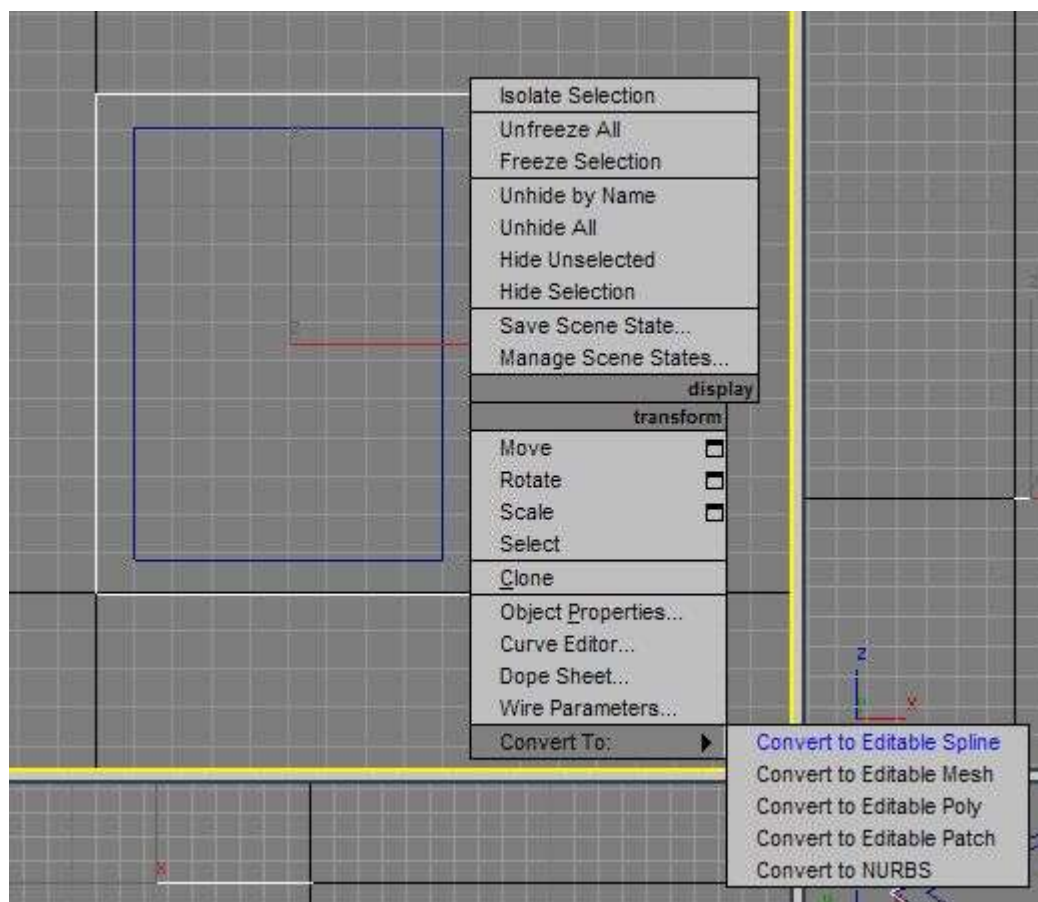 Isolate Selection
Unfreeze All
Freeze Selection
Unhide by Name
Unhide All
Hide Unselected
Hide Selection
Save Scene State...
Manage Scene States...
display
transform
Move
Rotate
Scale
Select
Clone
Object Properties...
Curve Editor...
Dope Sheet...
Wire Parameters...
Convert To:
Convert to Editable Spline
Convert to Editable Mesh
Convert to Editable Poly
Convert to Editable Patch
Convert to NURBS
z
x